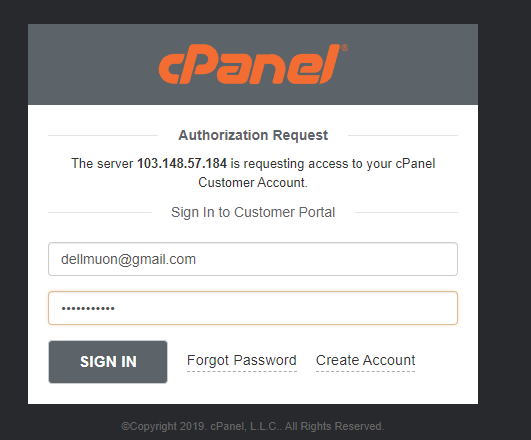 cPanel®
Authorization Request
The server 103.148.57.184 is requesting access to your cPanel
Customer Account.
Sign In to Customer Portal
dellmuon@gmail.com
•••••••••••
SIGN IN Forgot Password Create Account
©Copyright 2019. cPanel, L.L.C.. All Rights Reserved.